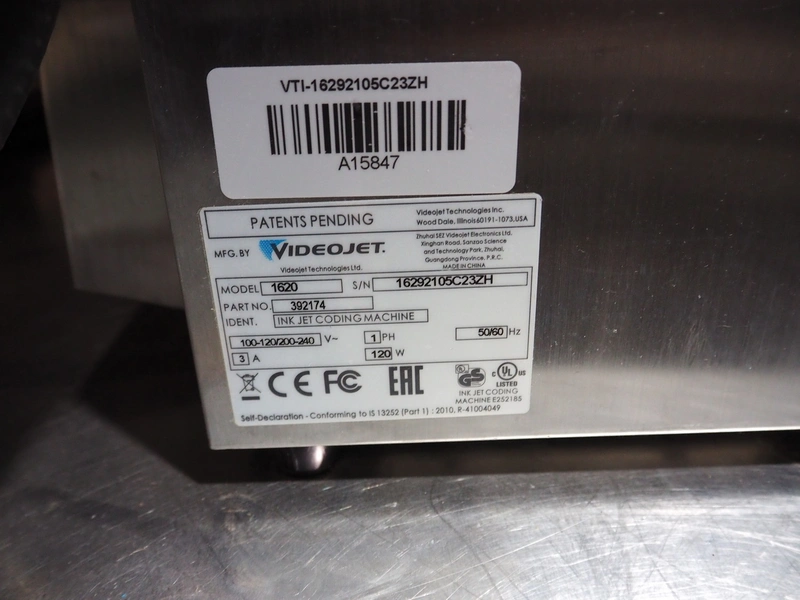 VTI-16292105C23ZH
A15847
PATENTS PENDING
Videojet Technologies Inc.
Wood Dale, Illinois60191-1073,USA
MFG. BY VIDEOJET.
Videojet Technologies Ltd.
Zhuhai SEZ Videojet Electronics Ltd.
Xinghan Road, Sanzao Science
and Technology Park, Zhuhai,
Guangdong Province, P.R.C.
MADE IN CHINA
MODEL 1620 S/N 16292105C23ZH
PART NO. 392174
IDENT. INK JET CODING MACHINE
100-120/200-240 V~ 1 PH 50/60 Hz
3 A 120 W
CE FC EAC
GS
c UL US
LISTED
INK JET CODING
MACHINE E252185
Self-Declaration - Conforming to IS 13252 (Part 1) : 2010, R-41004049